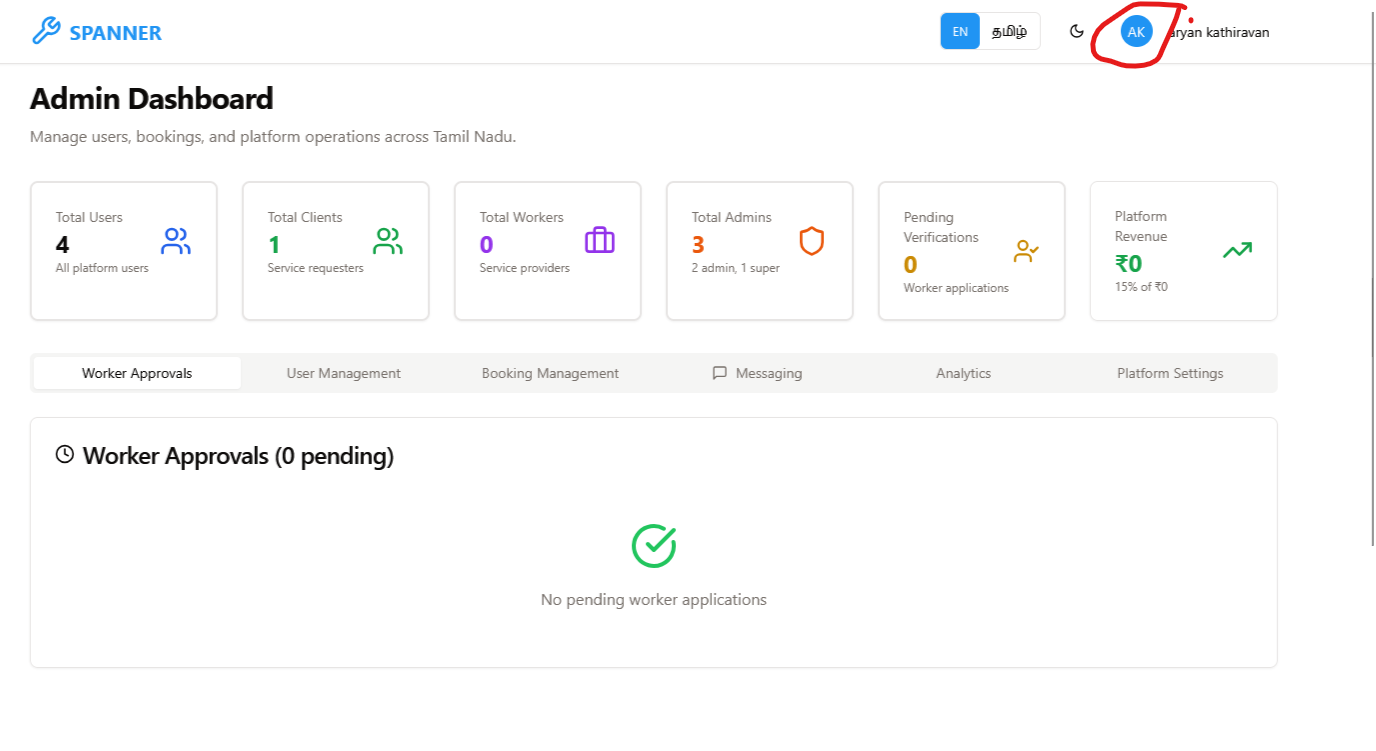 SPANNER
EN
தமிழ்
AK
aryan kathiravan
Admin Dashboard
Manage users, bookings, and platform operations across Tamil Nadu.
Total Users
4
All platform users
Total Clients
1
Service requesters
Total Workers
0
Service providers
Total Admins
3
2 admin, 1 super
Pending
Verifications
0
Worker applications
Platform
Revenue
₹0
15% of ₹0
Worker Approvals
User Management
Booking Management
Messaging
Analytics
Platform Settings
Worker Approvals (0 pending)
No pending worker applications